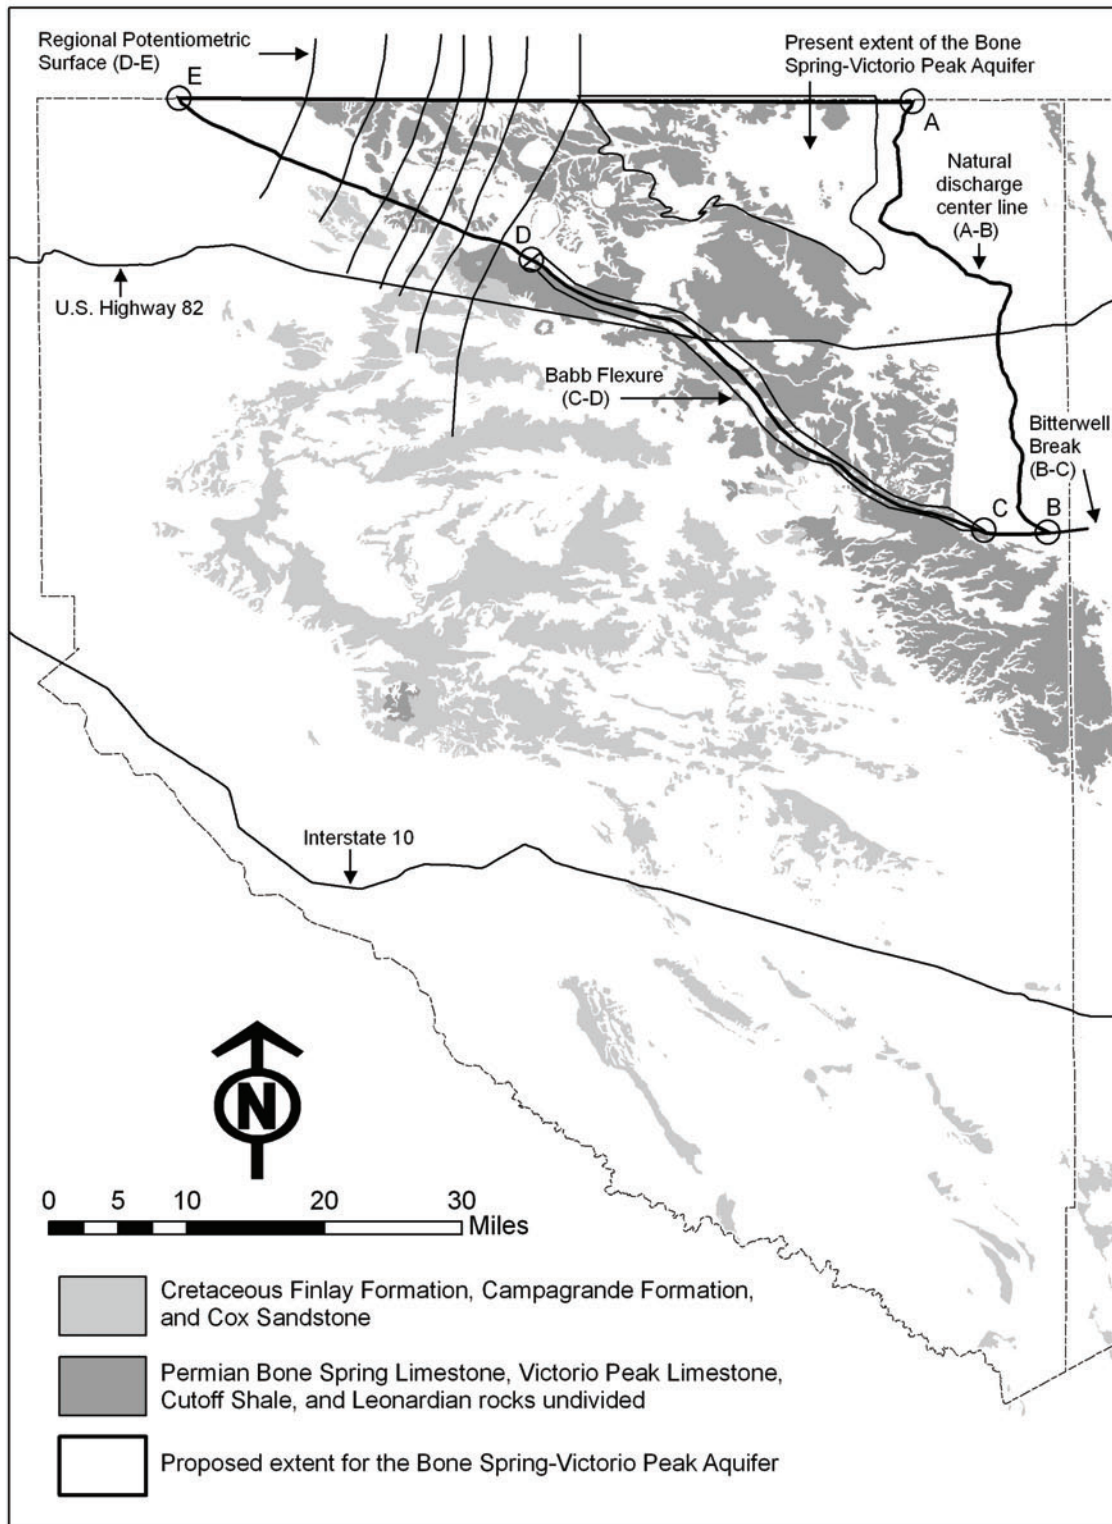 Regional Potentiometric
Surface (D-E)
Present extent of the Bone
Spring-Victorio Peak Aquifer
E
A
Natural
discharge
center line
(A-B)
D
U.S. Highway 82
Babb Flexure
(C-D)
Bitterwell
Break
(B-C)
C
B
Interstate 10
N
0 5 10 20 30
Miles
Cretaceous Finlay Formation, Campagrande Formation,
and Cox Sandstone
Permian Bone Spring Limestone, Victorio Peak Limestone,
Cutoff Shale, and Leonardian rocks undivided
Proposed extent for the Bone Spring-Victorio Peak Aquifer